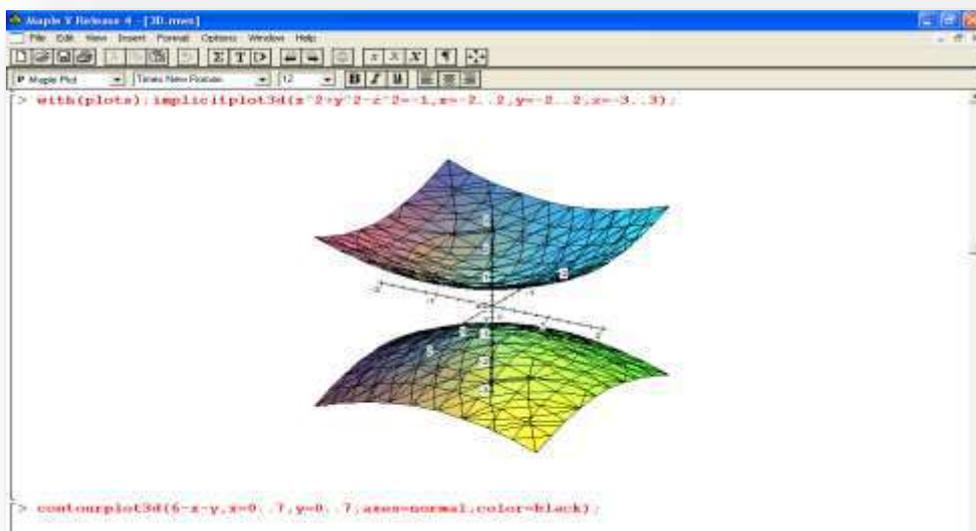 Maple V Release 4 - [3D.mws]
File Edit View Insert Format Options Window Help
Σ T [> x X X ¶
P Maple Plot Times New Roman 12 B I U
> with(plots);implicitplot3d(x^2+y^2-z^2=-1,x=-2..2,y=-2..2,z=-3..3);
> contourplot3d(6-x-y,x=0..7,y=0..7,axes=normal,color=black);